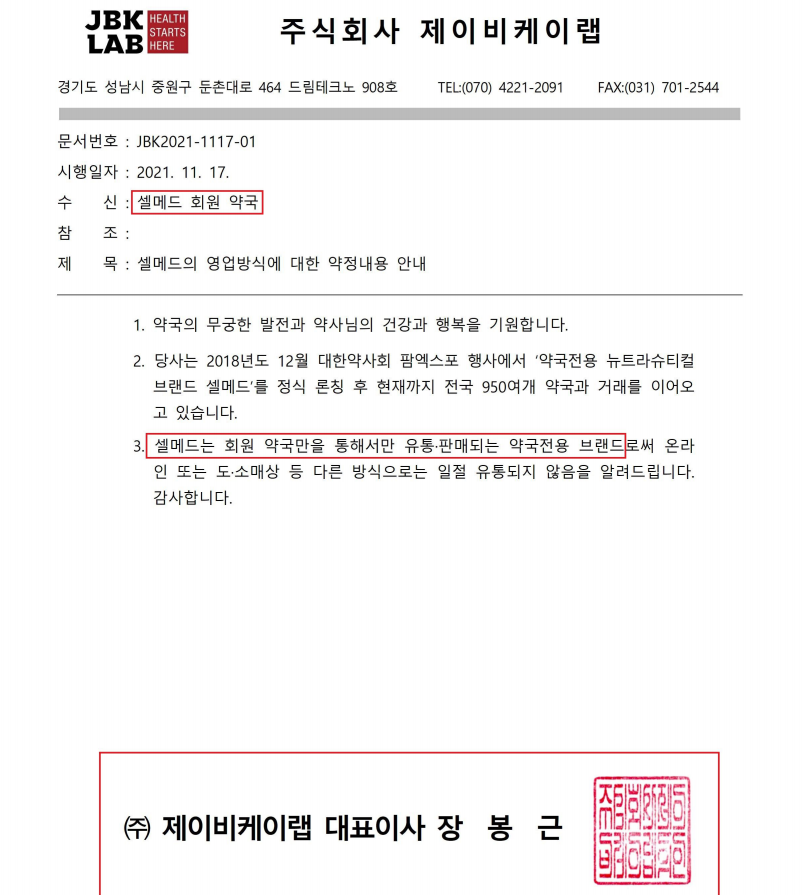 JBK LAB HEALTH STARTS HERE
주식회사 제이비케이랩
경기도 성남시 중원구 둔촌대로 464 드림테크노 908호 TEL:(070) 4221-2091 FAX:(031) 701-2544
문서번호 : JBK2021-1117-01
시행일자 : 2021. 11. 17.
수 신 : 셀메드 회원 약국
참 조 :
제 목 : 셀메드의 영업방식에 대한 약정내용 안내
1. 약국의 무궁한 발전과 약사님의 건강과 행복을 기원합니다.
2. 당사는 2018년도 12월 대한약사회 팜엑스포 행사에서 ‘약국전용 뉴트라슈티컬
브랜드 셀메드’를 정식 론칭 후 현재까지 전국 950여개 약국과 거래를 이어오
고 있습니다.
3. 셀메드는 회원 약국만을 통해서만 유통·판매되는 약국전용 브랜드로써 온라
인 또는 도·소매상 등 다른 방식으로는 일절 유통되지 않음을 알려드립니다.
감사합니다.
㈜ 제이비케이랩 대표이사 장 봉 근